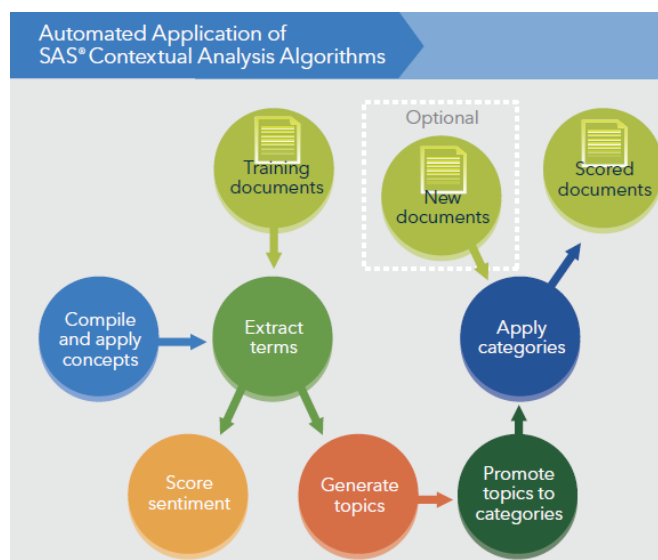 Automated Application of
SAS® Contextual Analysis Algorithms
Optional
Training
documents
New
documents
Scored
documents
Compile
and apply
concepts
Extract
terms
Apply
categories
Score
sentiment
Generate
topics
Promote
topics to
categories